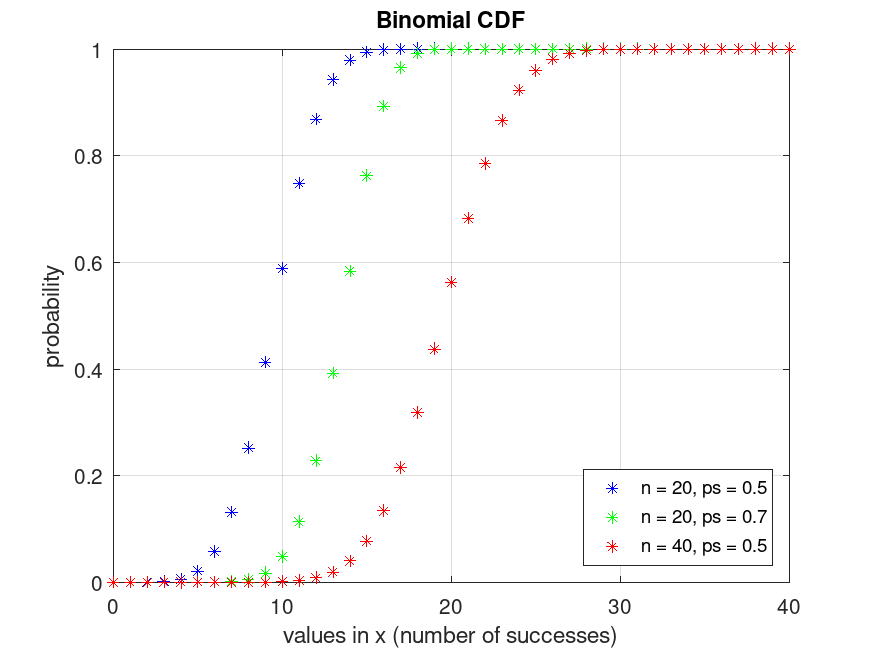 Binomial CDF
1
0.8
0.6
0.4
0.2
0
probability
0 10 20 30 40
values in x (number of successes)
n = 20, ps = 0.5
n = 20, ps = 0.7
n = 40, ps = 0.5